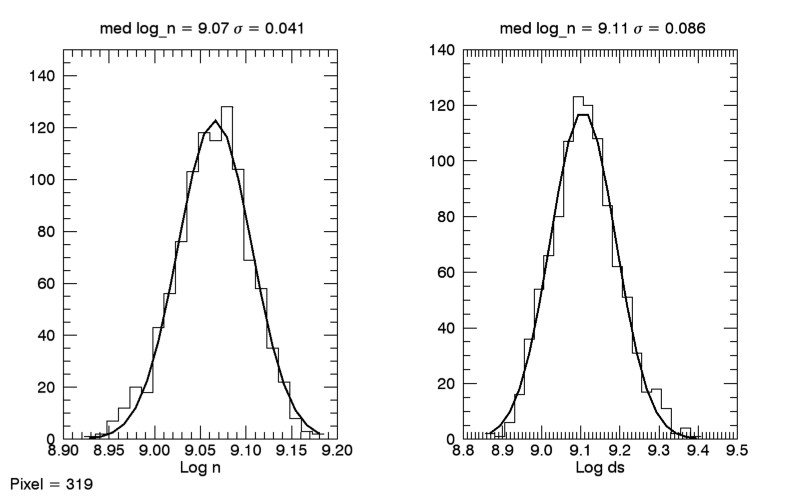 med log_n = 9.07 σ = 0.041
140
120
100
80
60
40
20
0
8.90 8.95 9.00 9.05 9.10 9.15 9.20
Log n
med log_n = 9.11 σ = 0.086
140
120
100
80
60
40
20
0
8.8 8.9 9.0 9.1 9.2 9.3 9.4 9.5
Log ds
Pixel = 319